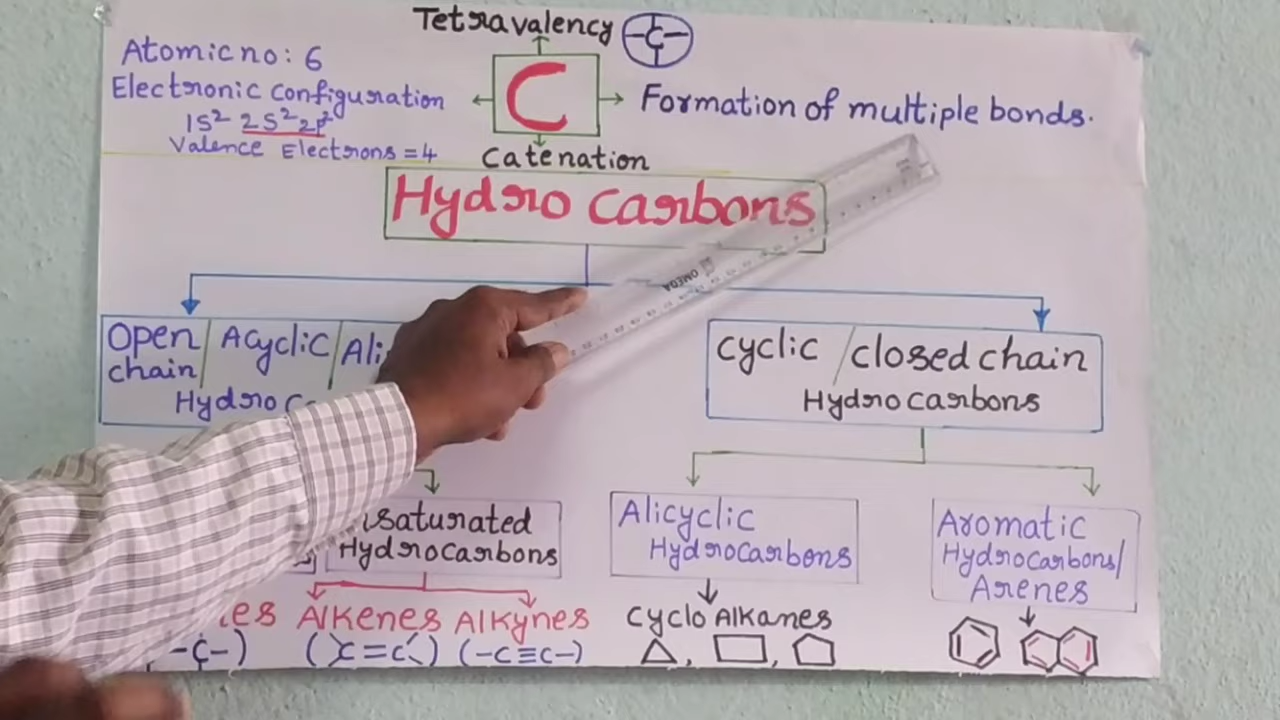 Tetravalency
C
Atomic no: 6
Electronic Configuration
1S² 2S² 2P²
Valence Electrons = 4
C
Formation of multiple bonds.
Catenation
Hydro Carbons
OMEGA
Open chain / Acyclic /
Hydro
cyclic / closed chain
Hydrocarbons
saturated
Hydrocarbons
Alicyclic
Hydrocarbons
Aromatic
Hydrocarbons/
Arenes
Alkenes Alkynes
(-C-) (C=C) (-C≡C-)
Cyclo Alkanes